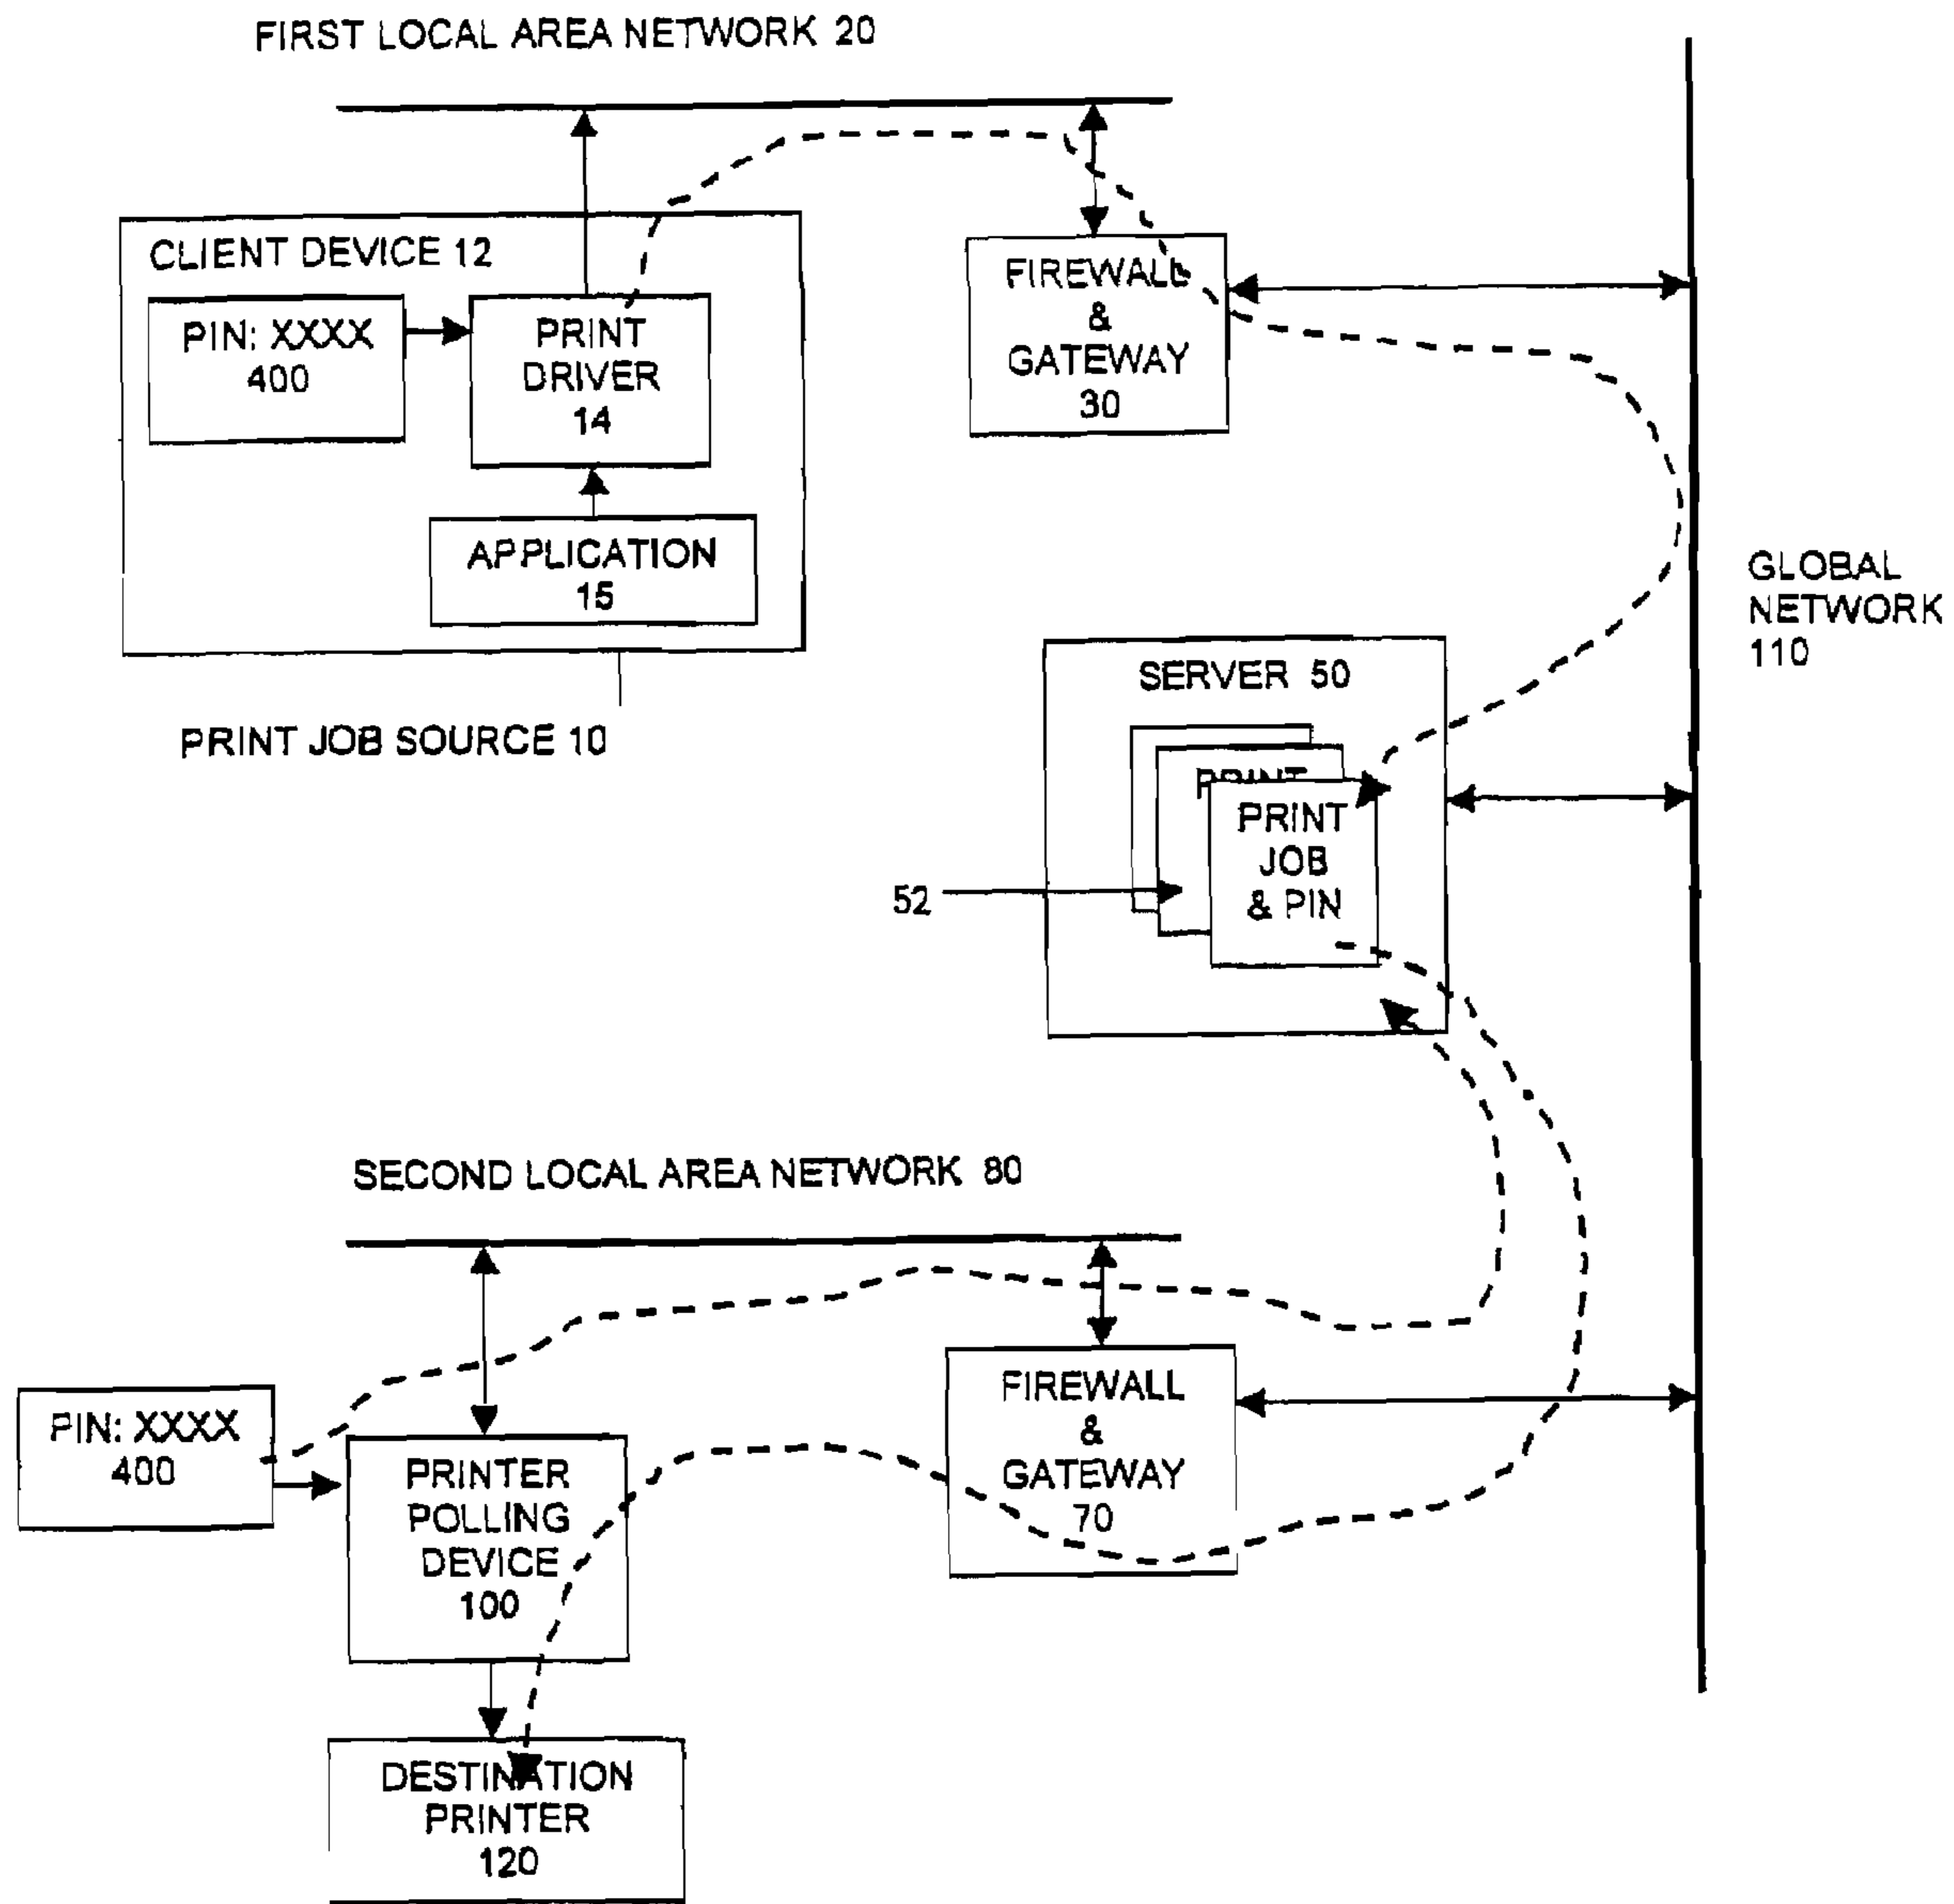 FIRST LOCAL AREA NETWORK 20
CLIENT DEVICE 12
PIN: XXXX
400
PRINT
DRIVER
14
APPLICATION
15
PRINT JOB SOURCE 10
FIREWALL
&
GATEWAY
30
GLOBAL
NETWORK
110
SERVER 50
PRINT
PRINT
JOB
& PIN
52
SECOND LOCAL AREA NETWORK 80
PIN: XXXX
400
PRINTER
POLLING
DEVICE
100
FIREWALL
&
GATEWAY
70
DESTINATION
PRINTER
120